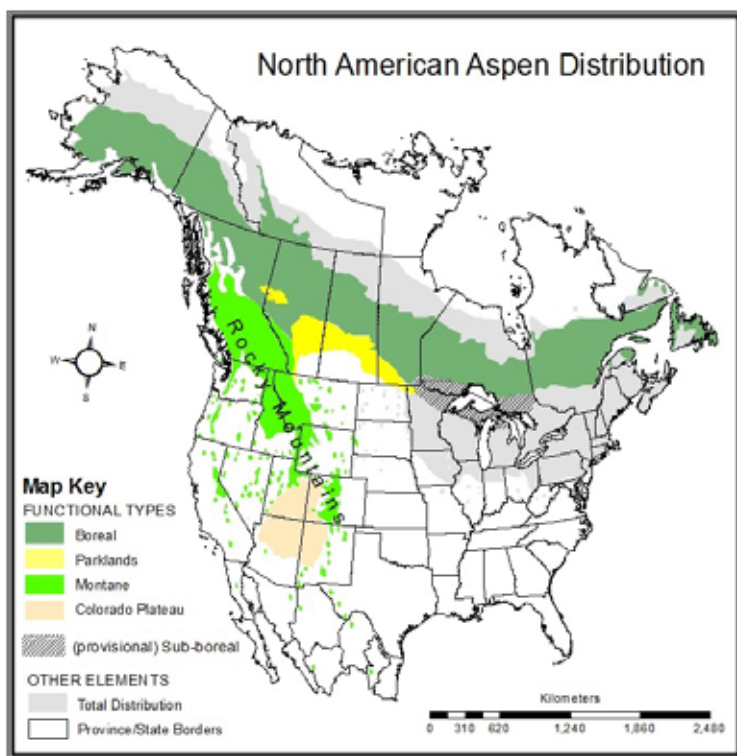 North American Aspen Distribution
N
W
E
S
Rocky Mountains
Map Key
FUNCTIONAL TYPES
Boreal
Parklands
Montane
Colorado Plateau
(provisional) Sub-boreal
OTHER ELEMENTS
Total Distribution
Province/State Borders
Kilometers
0 310 620 1,240 1,860 2,480